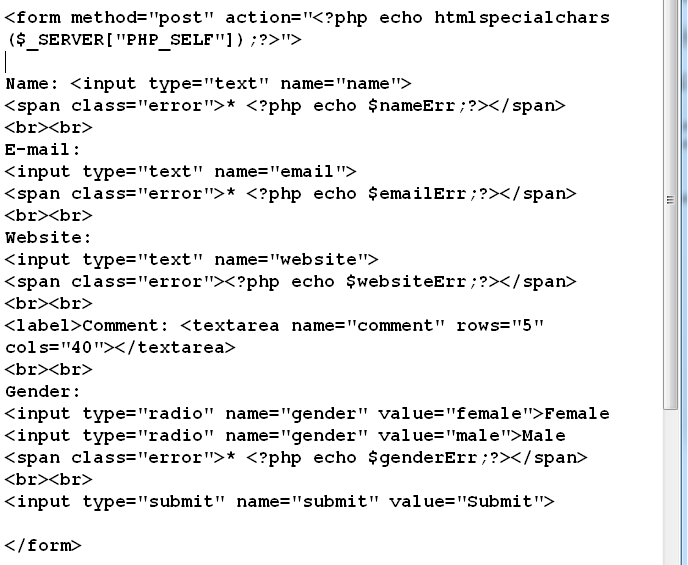 <form method="post" action="<?php echo htmlspecialchars
($_SERVER["PHP_SELF"]);?>">
Name: <input type="text" name="name">
<span class="error">* <?php echo $nameErr;?></span>
<br><br>
E-mail:
<input type="text" name="email">
<span class="error">* <?php echo $emailErr;?></span>
<br><br>
Website:
<input type="text" name="website">
<span class="error"><?php echo $websiteErr;?></span>
<br><br>
<label>Comment: <textarea name="comment" rows="5"
cols="40"></textarea>
<br><br>
Gender:
<input type="radio" name="gender" value="female">Female
<input type="radio" name="gender" value="male">Male
<span class="error">* <?php echo $genderErr;?></span>
<br><br>
<input type="submit" name="submit" value="Submit">
</form>